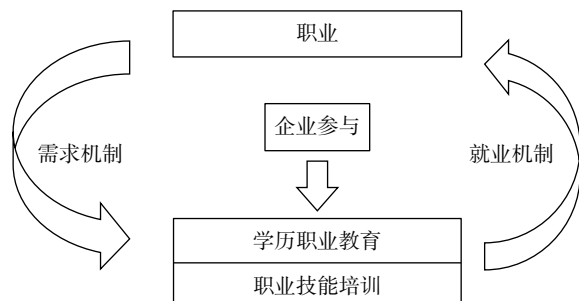 职业
企业参与
需求机制
就业机制
学历职业教育
职业技能培训